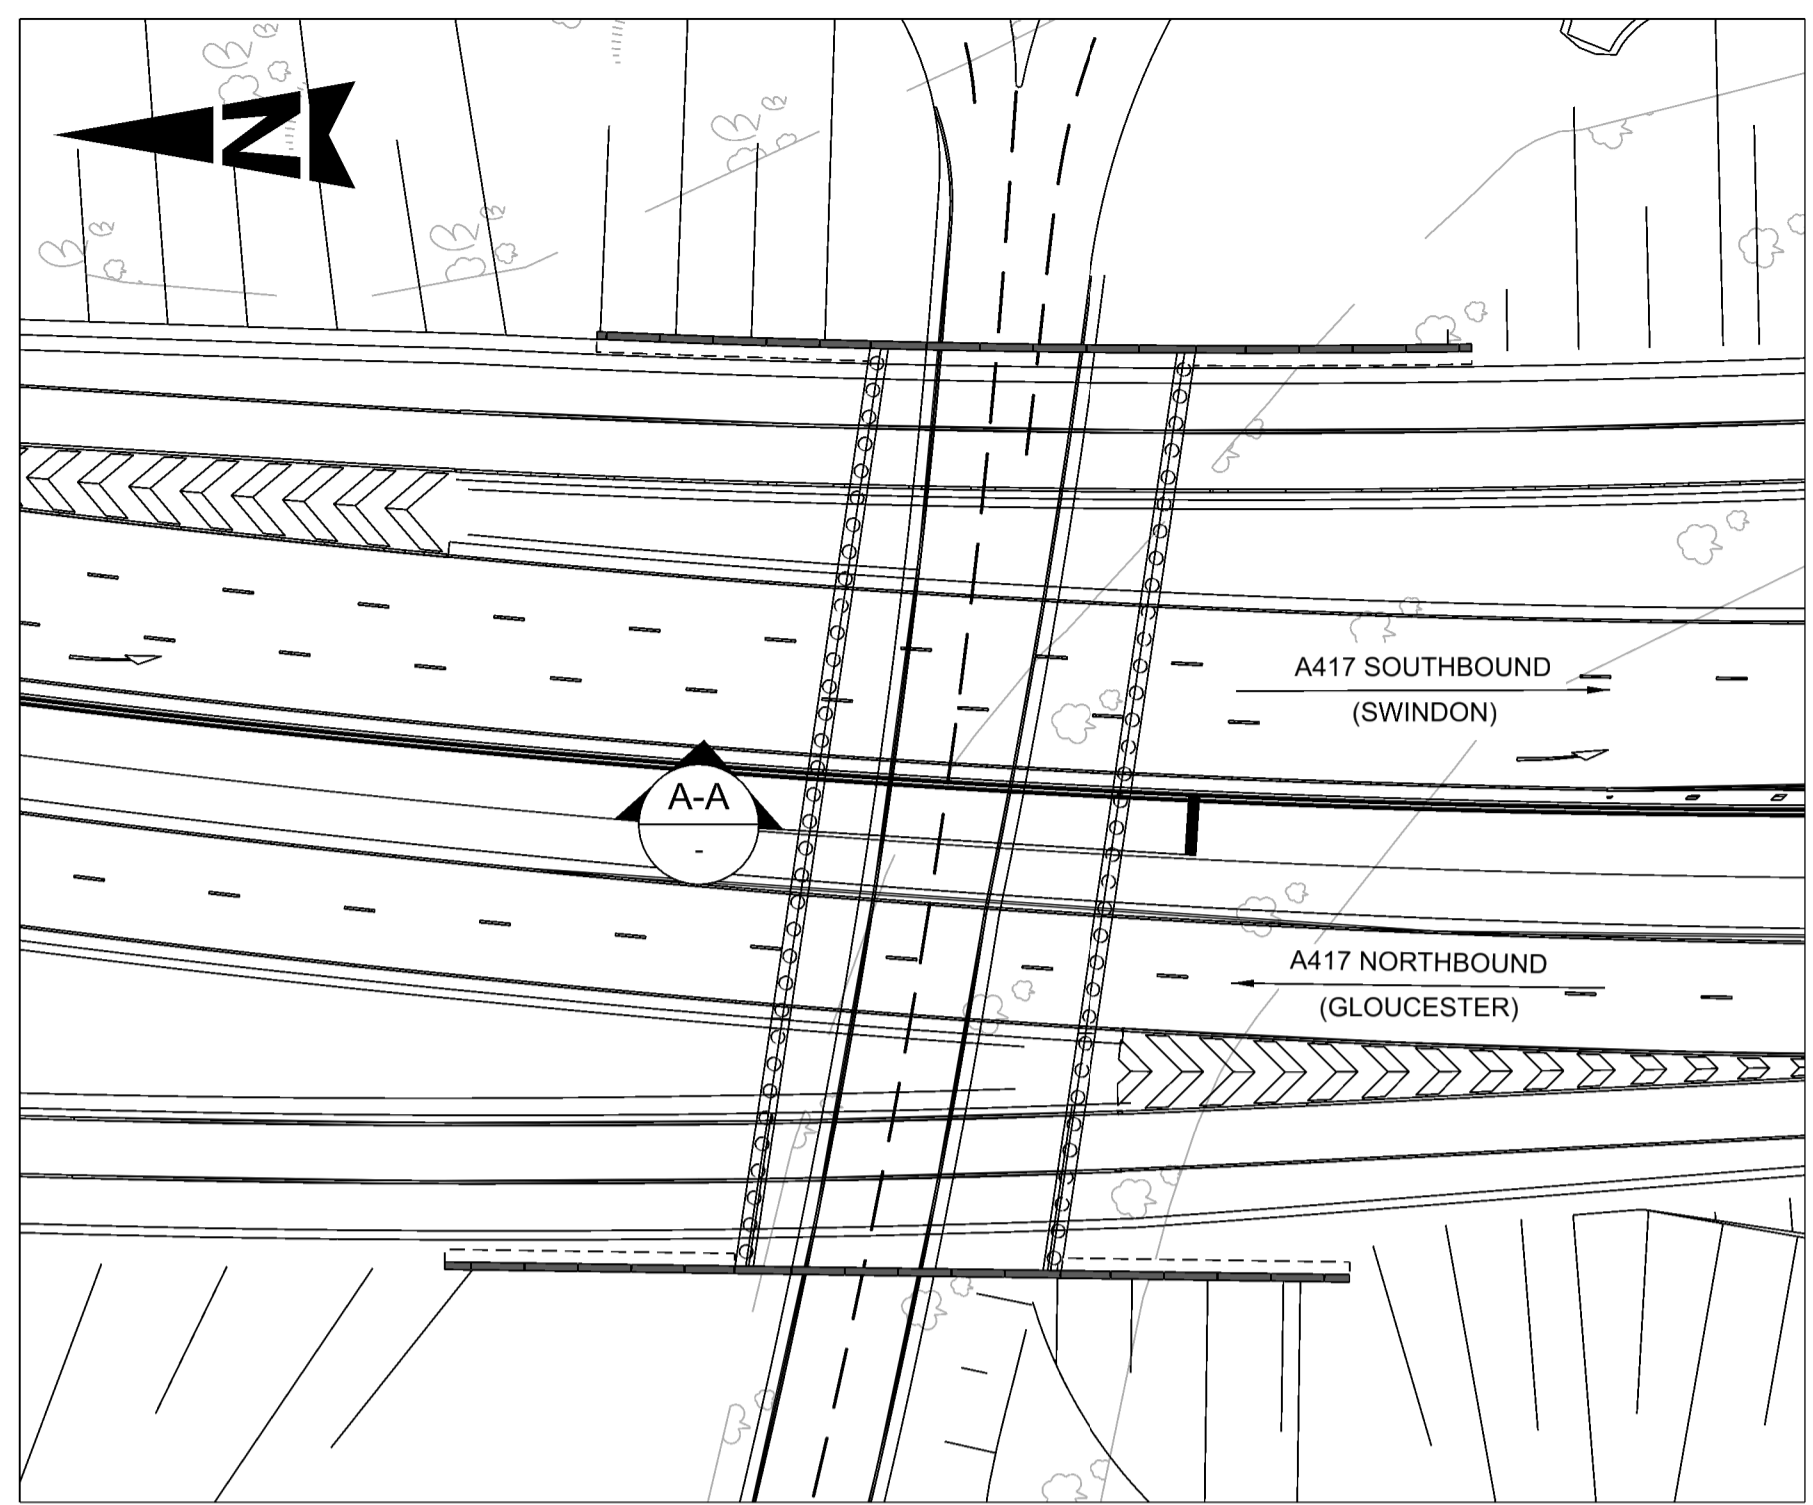 N
A417 SOUTHBOUND
(SWINDON)
A-A
-
A417 NORTHBOUND
(GLOUCESTER)